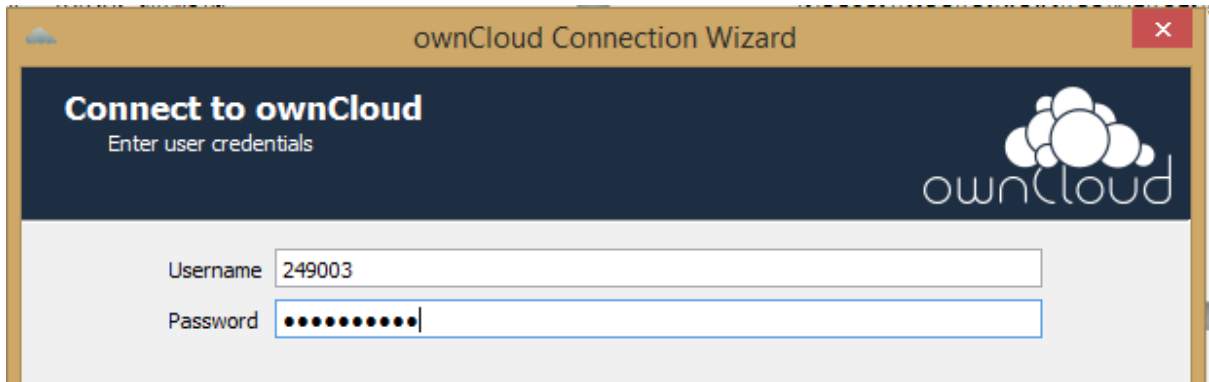 ownCloud Connection Wizard
Connect to ownCloud
Enter user credentials
ownCloud
Username 249003
Password ●●●●●●●●●●